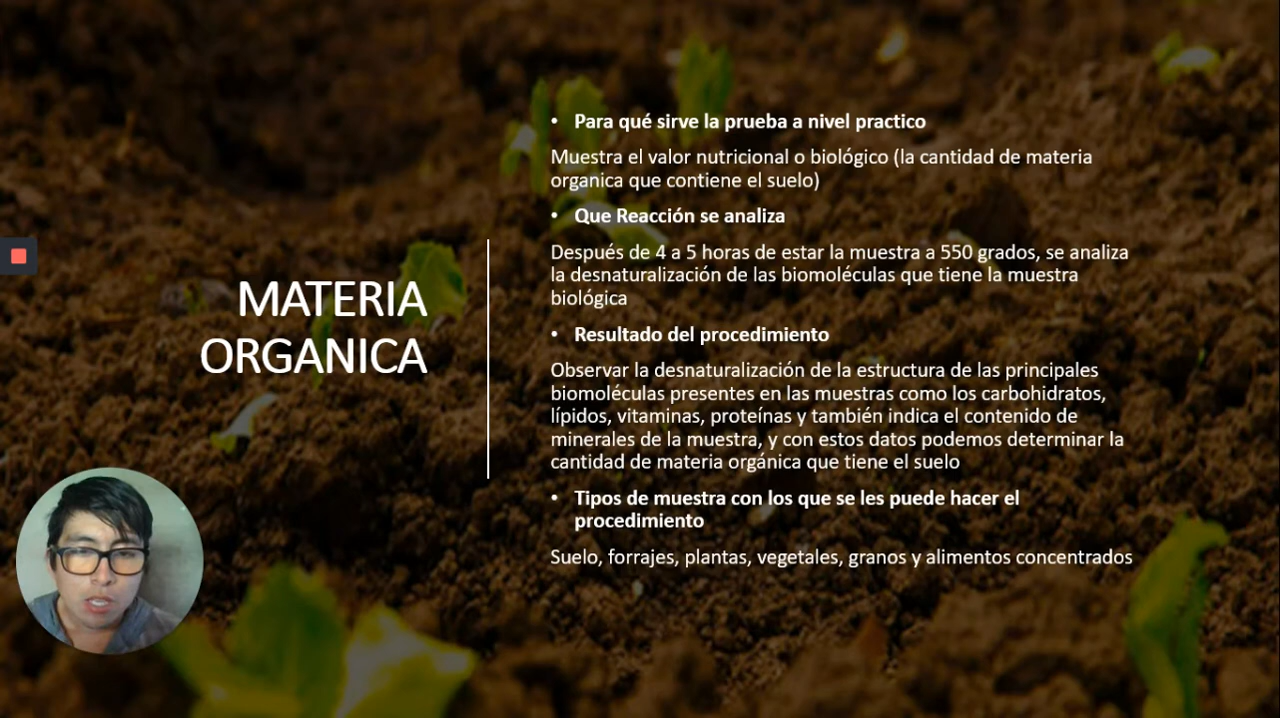 MATERIA
ORGANICA
• Para qué sirve la prueba a nivel practico
Muestra el valor nutricional o biológico (la cantidad de materia
organica que contiene el suelo)
• Que Reacción se analiza
Después de 4 a 5 horas de estar la muestra a 550 grados, se analiza
la desnaturalización de las biomoléculas que tiene la muestra
biológica
• Resultado del procedimiento
Observar la desnaturalización de la estructura de las principales
biomoléculas presentes en las muestras como los carbohidratos,
lípidos, vitaminas, proteínas y también indica el contenido de
minerales de la muestra, y con estos datos podemos determinar la
cantidad de materia orgánica que tiene el suelo
• Tipos de muestra con los que se les puede hacer el
procedimiento
Suelo, forrajes, plantas, vegetales, granos y alimentos concentrados